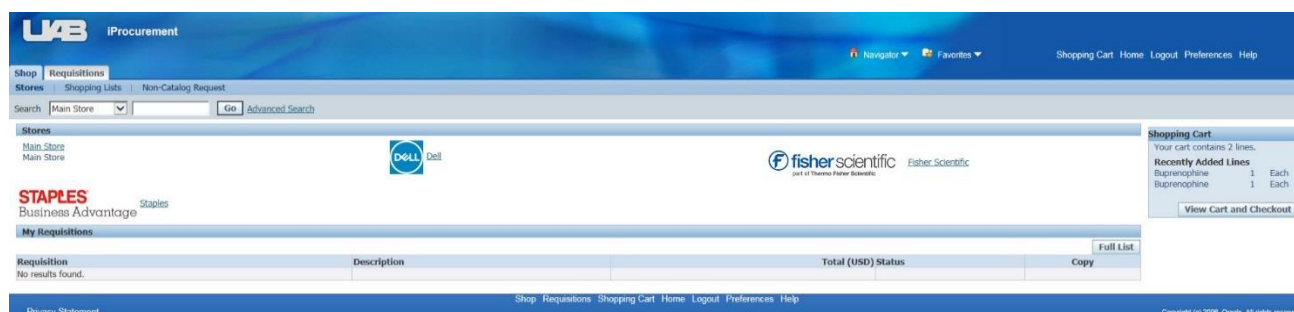 UAB iProcurement
Navigator Favorites Shopping Cart Home Logout Preferences Help
Shop Requisitions
Stores | Shopping Lists | Non-Catalog Request
Search Main Store Go Advanced Search
Stores
Main Store
Main Store
DELL Dell
fisher scientific Fisher Scientific
part of Thermo Fisher Scientific
STAPLES Staples
Business Advantage
Shopping Cart
Your cart contains 2 lines.
Recently Added Lines
Buprenophine 1 Each
Buprenophine 1 Each
View Cart and Checkout
My Requisitions
Full List
Requisition Description Total (USD) Status Copy
No results found.
Shop Requisitions Shopping Cart Home Logout Preferences Help
Privacy Statement